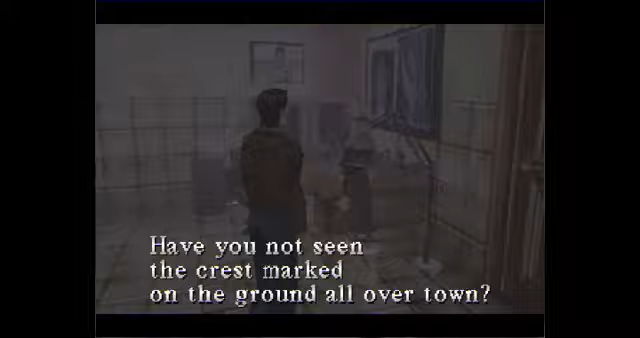 Have you not seen
the crest marked
on the ground all over town?